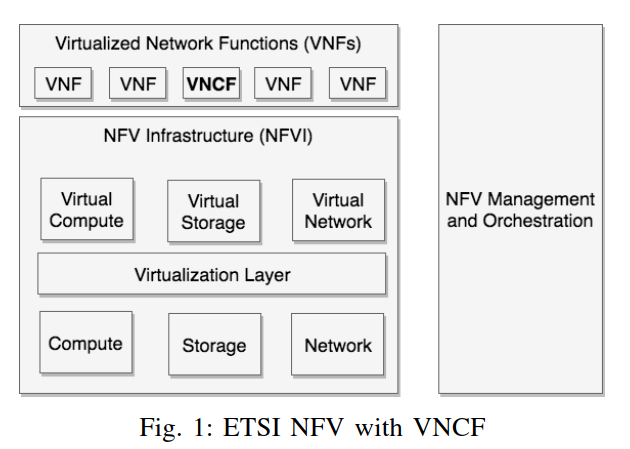 Virtualized Network Functions (VNFs)
VNF VNF VNCF VNF VNF
NFV Infrastructure (NFVI)
Virtual
Compute
Virtual
Storage
Virtual
Network
Virtualization Layer
Compute
Storage
Network
NFV Management
and Orchestration
Fig. 1: ETSI NFV with VNCF